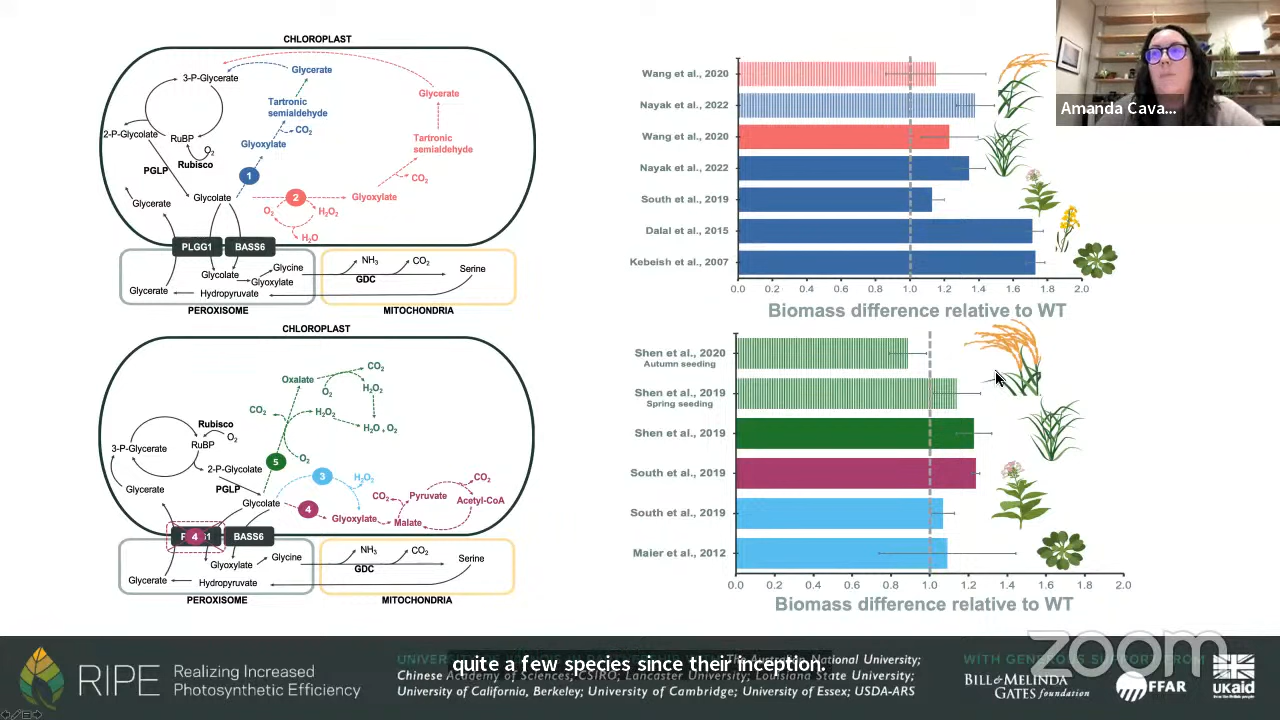 CHLOROPLAST
3-P-Glycerate
Glycerate
Tartronic
semialdehyde
CO₂
Glyoxylate
2-P-Glycolate
RuBP
O₂
Rubisco
PGLP
1
Glycolate
Glycerate
2
O₂
H₂O₂
H₂O
Glyoxylate
CO₂
Tartronic
semialdehyde
Glycerate
PLGG1
BASS6
Glycolate
Glycine
Glyoxylate
Glycerate
Hydropyruvate
NH₃
CO₂
GDC
Serine
PEROXISOME
MITOCHONDRIA
Wang et al., 2020
Nayak et al., 2022
Wang et al., 2020
Nayak et al., 2022
South et al., 2019
Dalal et al., 2015
Kebeish et al., 2007
0.0 0.2 0.4 0.6 0.8 1.0 1.2 1.4 1.6 1.8 2.0
Biomass difference relative to WT
Amanda Cava...
CHLOROPLAST
Oxalate
CO₂
O₂
H₂O₂
CO₂
H₂O₂
H₂O , O₂
O₂
Rubisco
O₂
RuBP
3-P-Glycerate
2-P-Glycolate
PGLP
Glycerate
Glycolate
5
3
H₂O₂
4
Glyoxylate
CO₂
Malate
Pyruvate
CO₂
Acetyl-CoA
4
BASS6
Glyoxylate
Glycine
Glycerate
Hydropyruvate
NH₃
CO₂
GDC
Serine
PEROXISOME
MITOCHONDRIA
Shen et al., 2020
Autumn seeding
Shen et al., 2019
Spring seeding
Shen et al., 2019
South et al., 2019
South et al., 2019
Maier et al., 2012
0.0 0.2 0.4 0.6 0.8 1.0 1.2 1.4 1.6 1.8 2.0
Biomass difference relative to WT
RIPE
Realizing Increased
Photosynthetic Efficiency
quite a few species since their inception.
National University;
Chinese Academy of Sciences; CSIRO; Lancaster University; Louisiana State University;
University of California, Berkeley; University of Cambridge; University of Essex; USDA-ARS
WITH GENEROUS SUPPORT FROM
BILL & MELINDA
GATES foundation
FFAR
ukaid
from the British people
zoom